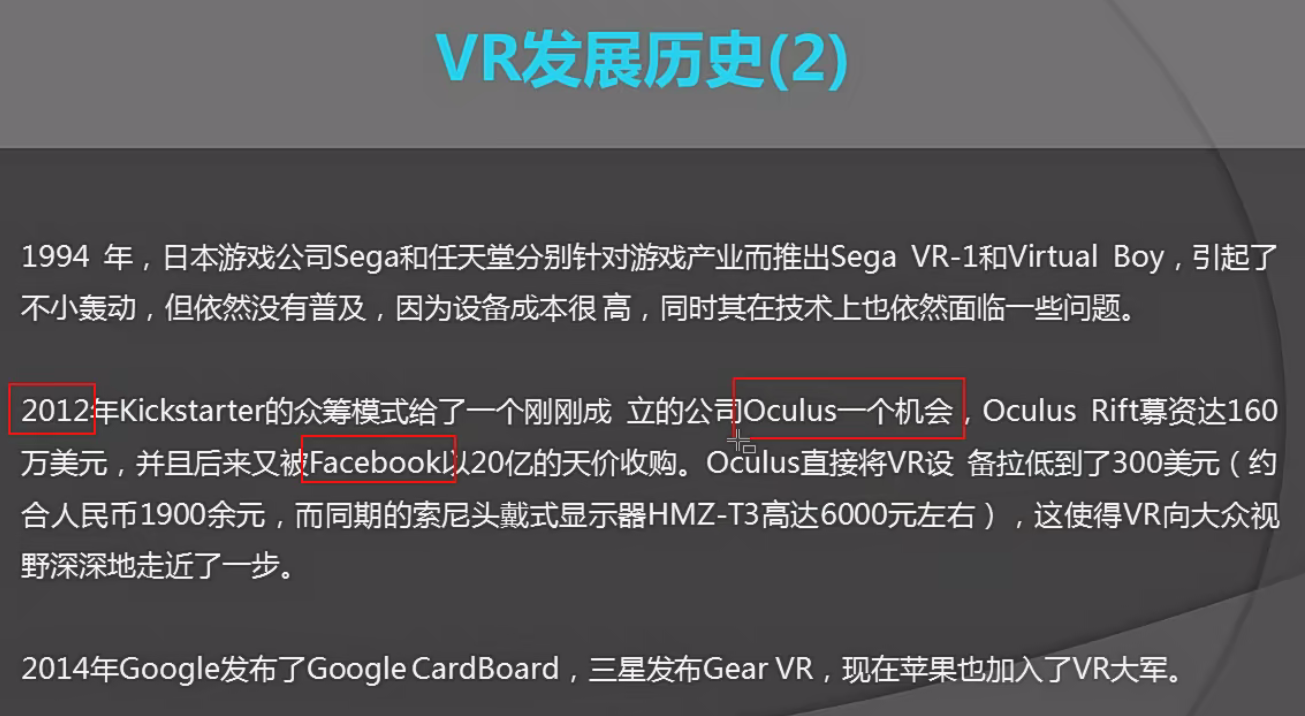 VR发展历史(2)
1994 年，日本游戏公司Sega和任天堂分别针对游戏产业而推出Sega VR-1和Virtual Boy，引起了
不小轰动，但依然没有普及，因为设备成本很 高，同时其在技术上也依然面临一些问题。
2012年Kickstarter的众筹模式给了一个刚刚成 立的公司Oculus一个机会，Oculus Rift募资达160
万美元，并且后来又被Facebook以20亿的天价收购。Oculus直接将VR设 备拉低到了300美元（约
合人民币1900余元，而同期的索尼头戴式显示器HMZ-T3高达6000元左右），这使得VR向大众视
野深深地走近了一步。
2014年Google发布了Google CardBoard，三星发布Gear VR，现在苹果也加入了VR大军。